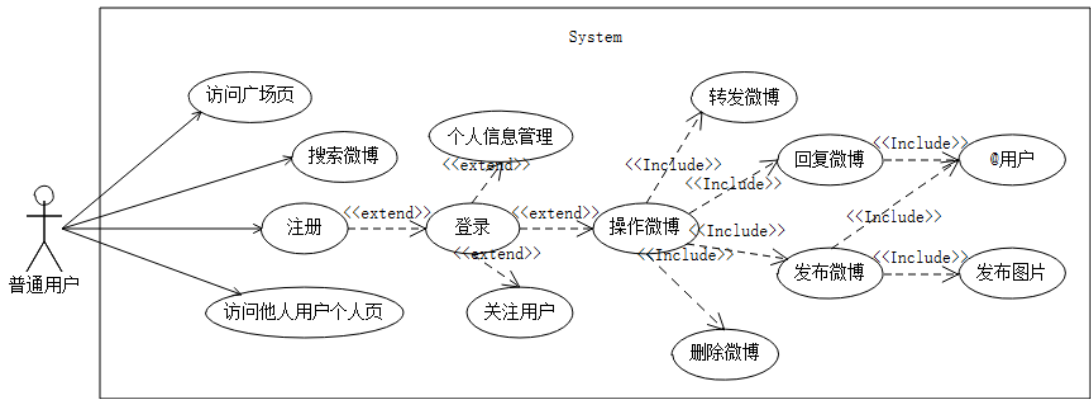 System
访问广场页
转发微博
个人信息管理
搜索微博
回复微博
@用户
<<Include>>
<<extend>>
<<Include>>
<<Include>>
注册
<<extend>>
登录
<<extend>>
操作微博
<<Include>>
<<Include>>
<<extend>>
<<Include>>
发布微博
<<Include>>
发布图片
普通用户
访问他人用户个人页
关注用户
删除微博